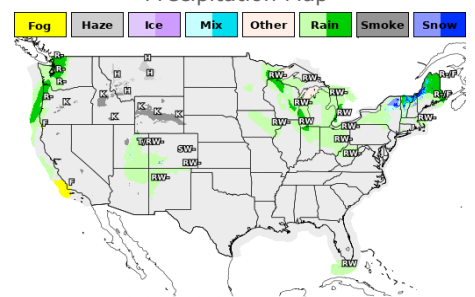 Precipitation Map
Fog Haze Ice Mix Other Rain Smoke Snow
R-
R-
R-
R-
F
K
H
H
H
H
K
K
K
K
K
K
T/RW-
SW-
RW-
RW-
F
RW-
RW-
RW-
RW-
RW-
RW
RW-
RW-
RW-
RW-
R-/F-
R-/F
RW-
RW